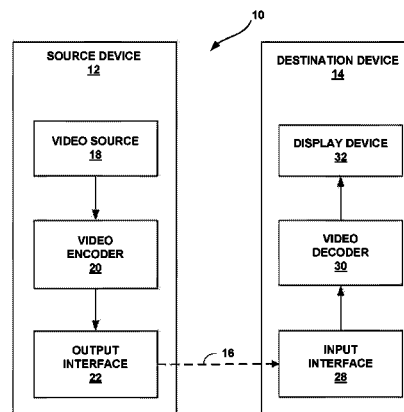 10
SOURCE DEVICE
12
VIDEO SOURCE
18
VIDEO
ENCODER
20
OUTPUT
INTERFACE
22
16
DESTINATION DEVICE
14
DISPLAY DEVICE
32
VIDEO
DECODER
30
INPUT
INTERFACE
28